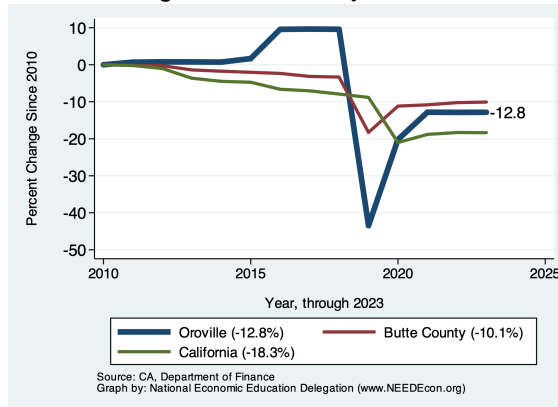 Percent Change Since 2010
10
0
-10
-20
-30
-40
-50
-12.8
2010
2015
2020
2025
Year, through 2023
Oroville (-12.8%)
Butte County (-10.1%)
California (-18.3%)
Source: CA, Department of Finance
Graph by: National Economic Education Delegation (www.NEEDEcon.org)